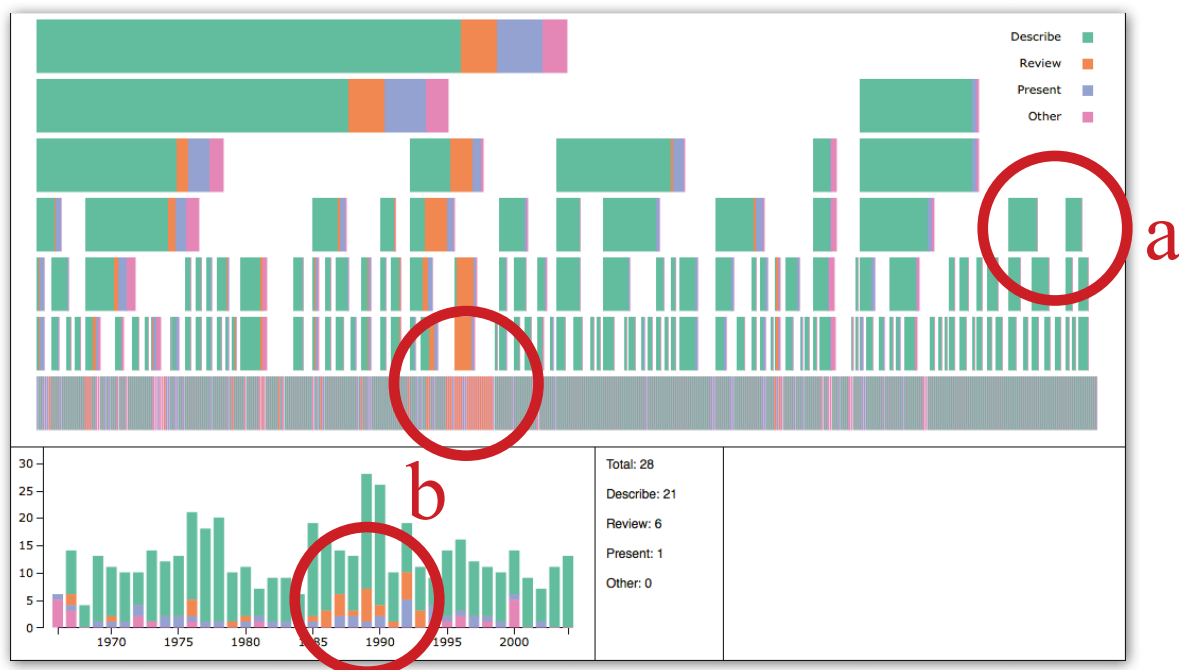 Describe
Review
Present
Other
a
b
30
25
20
15
10
5
0
1970 1975 1980 1985 1990 1995 2000
Total: 28
Describe: 21
Review: 6
Present: 1
Other: 0